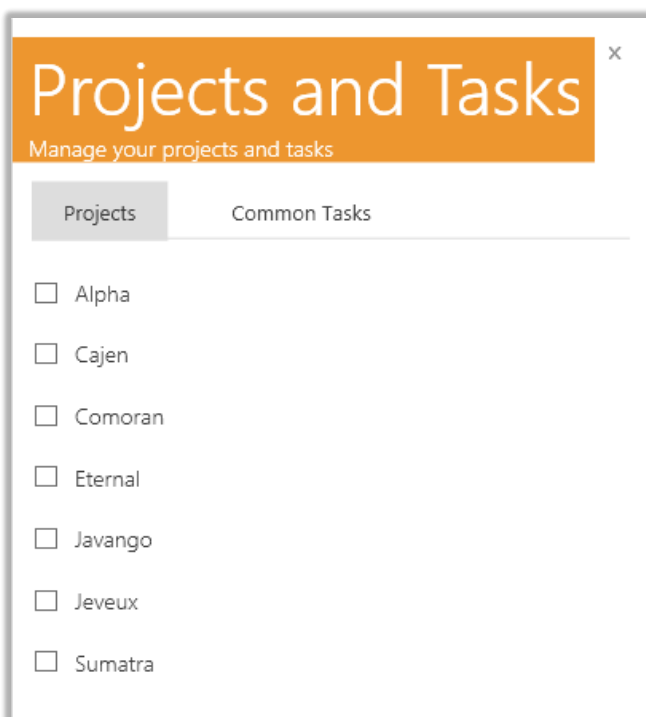 Projects and Tasks
Manage your projects and tasks
Projects Common Tasks
Alpha
Cajen
Comoran
Eternal
Javango
Jeveux
Sumatra